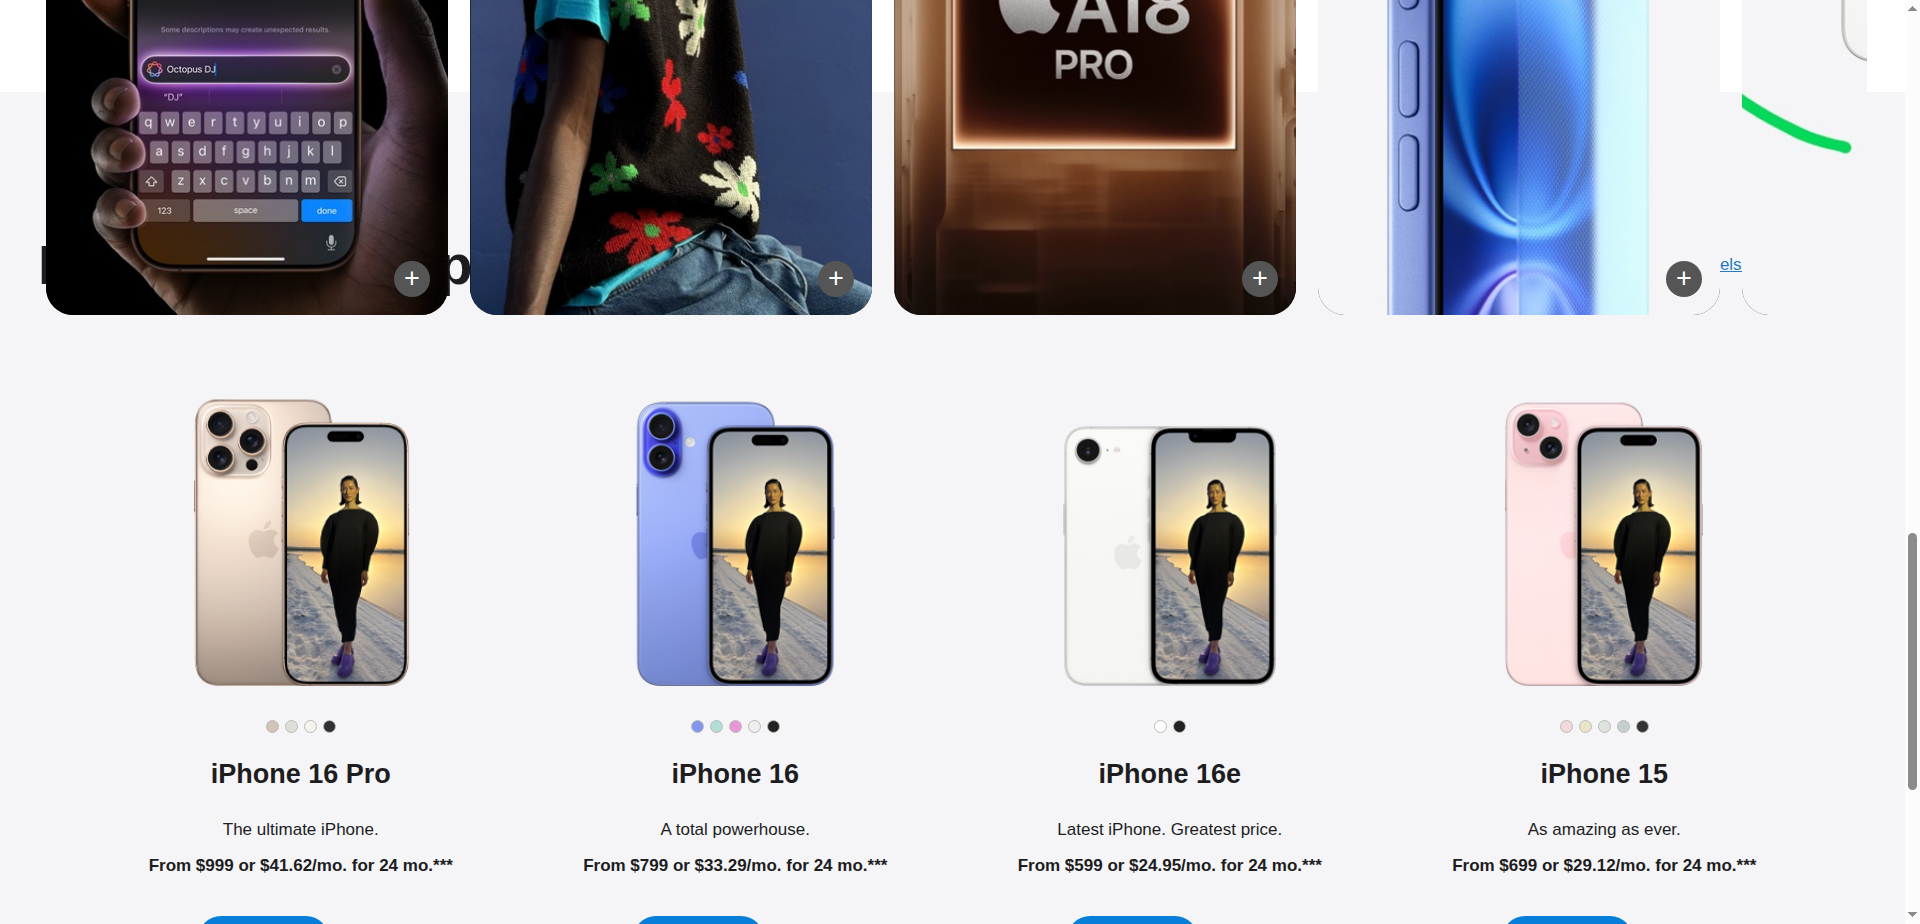 Some descriptions may create unexpected results.
Octopus DJ
"DJ"
q w e r t y u i o p
a s d f g h j k l
z x c v b n m
123 space done
A18
PRO
+ + + +
p
els
iPhone 16 Pro
The ultimate iPhone.
From $999 or $41.62/mo. for 24 mo.***
iPhone 16
A total powerhouse.
From $799 or $33.29/mo. for 24 mo.***
iPhone 16e
Latest iPhone. Greatest price.
From $599 or $24.95/mo. for 24 mo.***
iPhone 15
As amazing as ever.
From $699 or $29.12/mo. for 24 mo.***